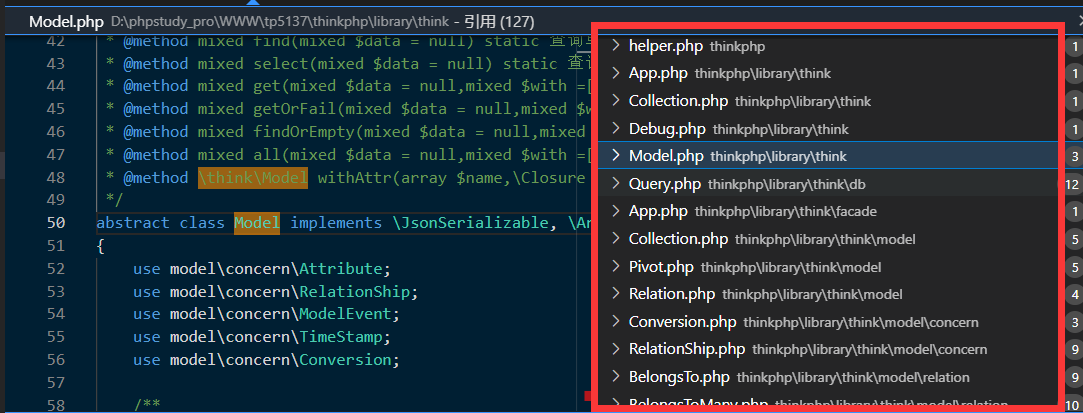 Model.php D:\phpstudy_pro\WWW\tp5137\thinkphp\library\think - 引用 (127)
42 * @method mixed find(mixed $data = null) static 查询
43 * @method mixed select(mixed $data = null) static 查
44 * @method mixed get(mixed $data = null,mixed $with =[
45 * @method mixed getOrFail(mixed $data = null,mixed $w
46 * @method mixed findOrEmpty(mixed $data = null,mixed
47 * @method mixed all(mixed $data = null,mixed $with =[
48 * @method \think\Model withAttr(array $name,\Closure
49 */
50 abstract class Model implements \JsonSerializable, \Ar
51 {
52 use model\concern\Attribute;
53 use model\concern\RelationShip;
54 use model\concern\ModelEvent;
55 use model\concern\TimeStamp;
56 use model\concern\Conversion;
57
58 /**
helper.php thinkphp 1
App.php thinkphp\library\think 1
Collection.php thinkphp\library\think 1
Debug.php thinkphp\library\think 1
Model.php thinkphp\library\think 3
Query.php thinkphp\library\think\db 12
App.php thinkphp\library\think\facade 1
Collection.php thinkphp\library\think\model 5
Pivot.php thinkphp\library\think\model 5
Relation.php thinkphp\library\think\model 4
Conversion.php thinkphp\library\think\model\concern 3
RelationShip.php thinkphp\library\think\model\concern 9
BelongsTo.php thinkphp\library\think\model\relation 9
BelongsToMany.php thinkphp\library\think\model\relation 10